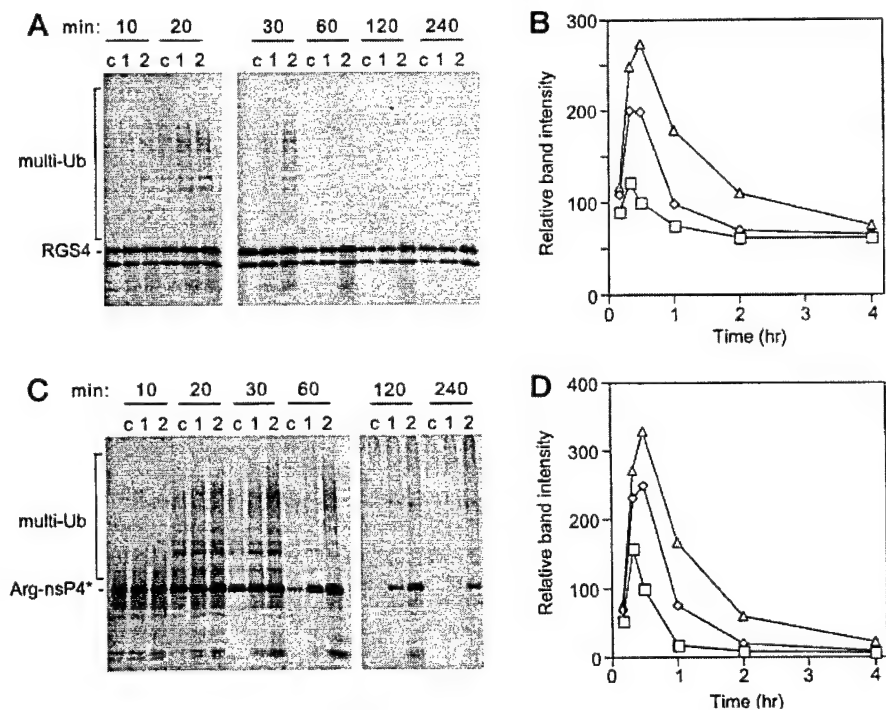 A min: 10 20 30 60 120 240
c 1 2 c 1 2 c 1 2 c 1 2 c 1 2 c 1 2
multi-Ub
RGS4 -
B
300
200
100
0
Relative band intensity
0 1 2 3 4
Time (hr)
C min: 10 20 30 60 120 240
c 1 2 c 1 2 c 1 2 c 1 2 c 1 2 c 1 2
multi-Ub
Arg-nsP4* -
D
400
300
200
100
0
Relative band intensity
0 1 2 3 4
Time (hr)